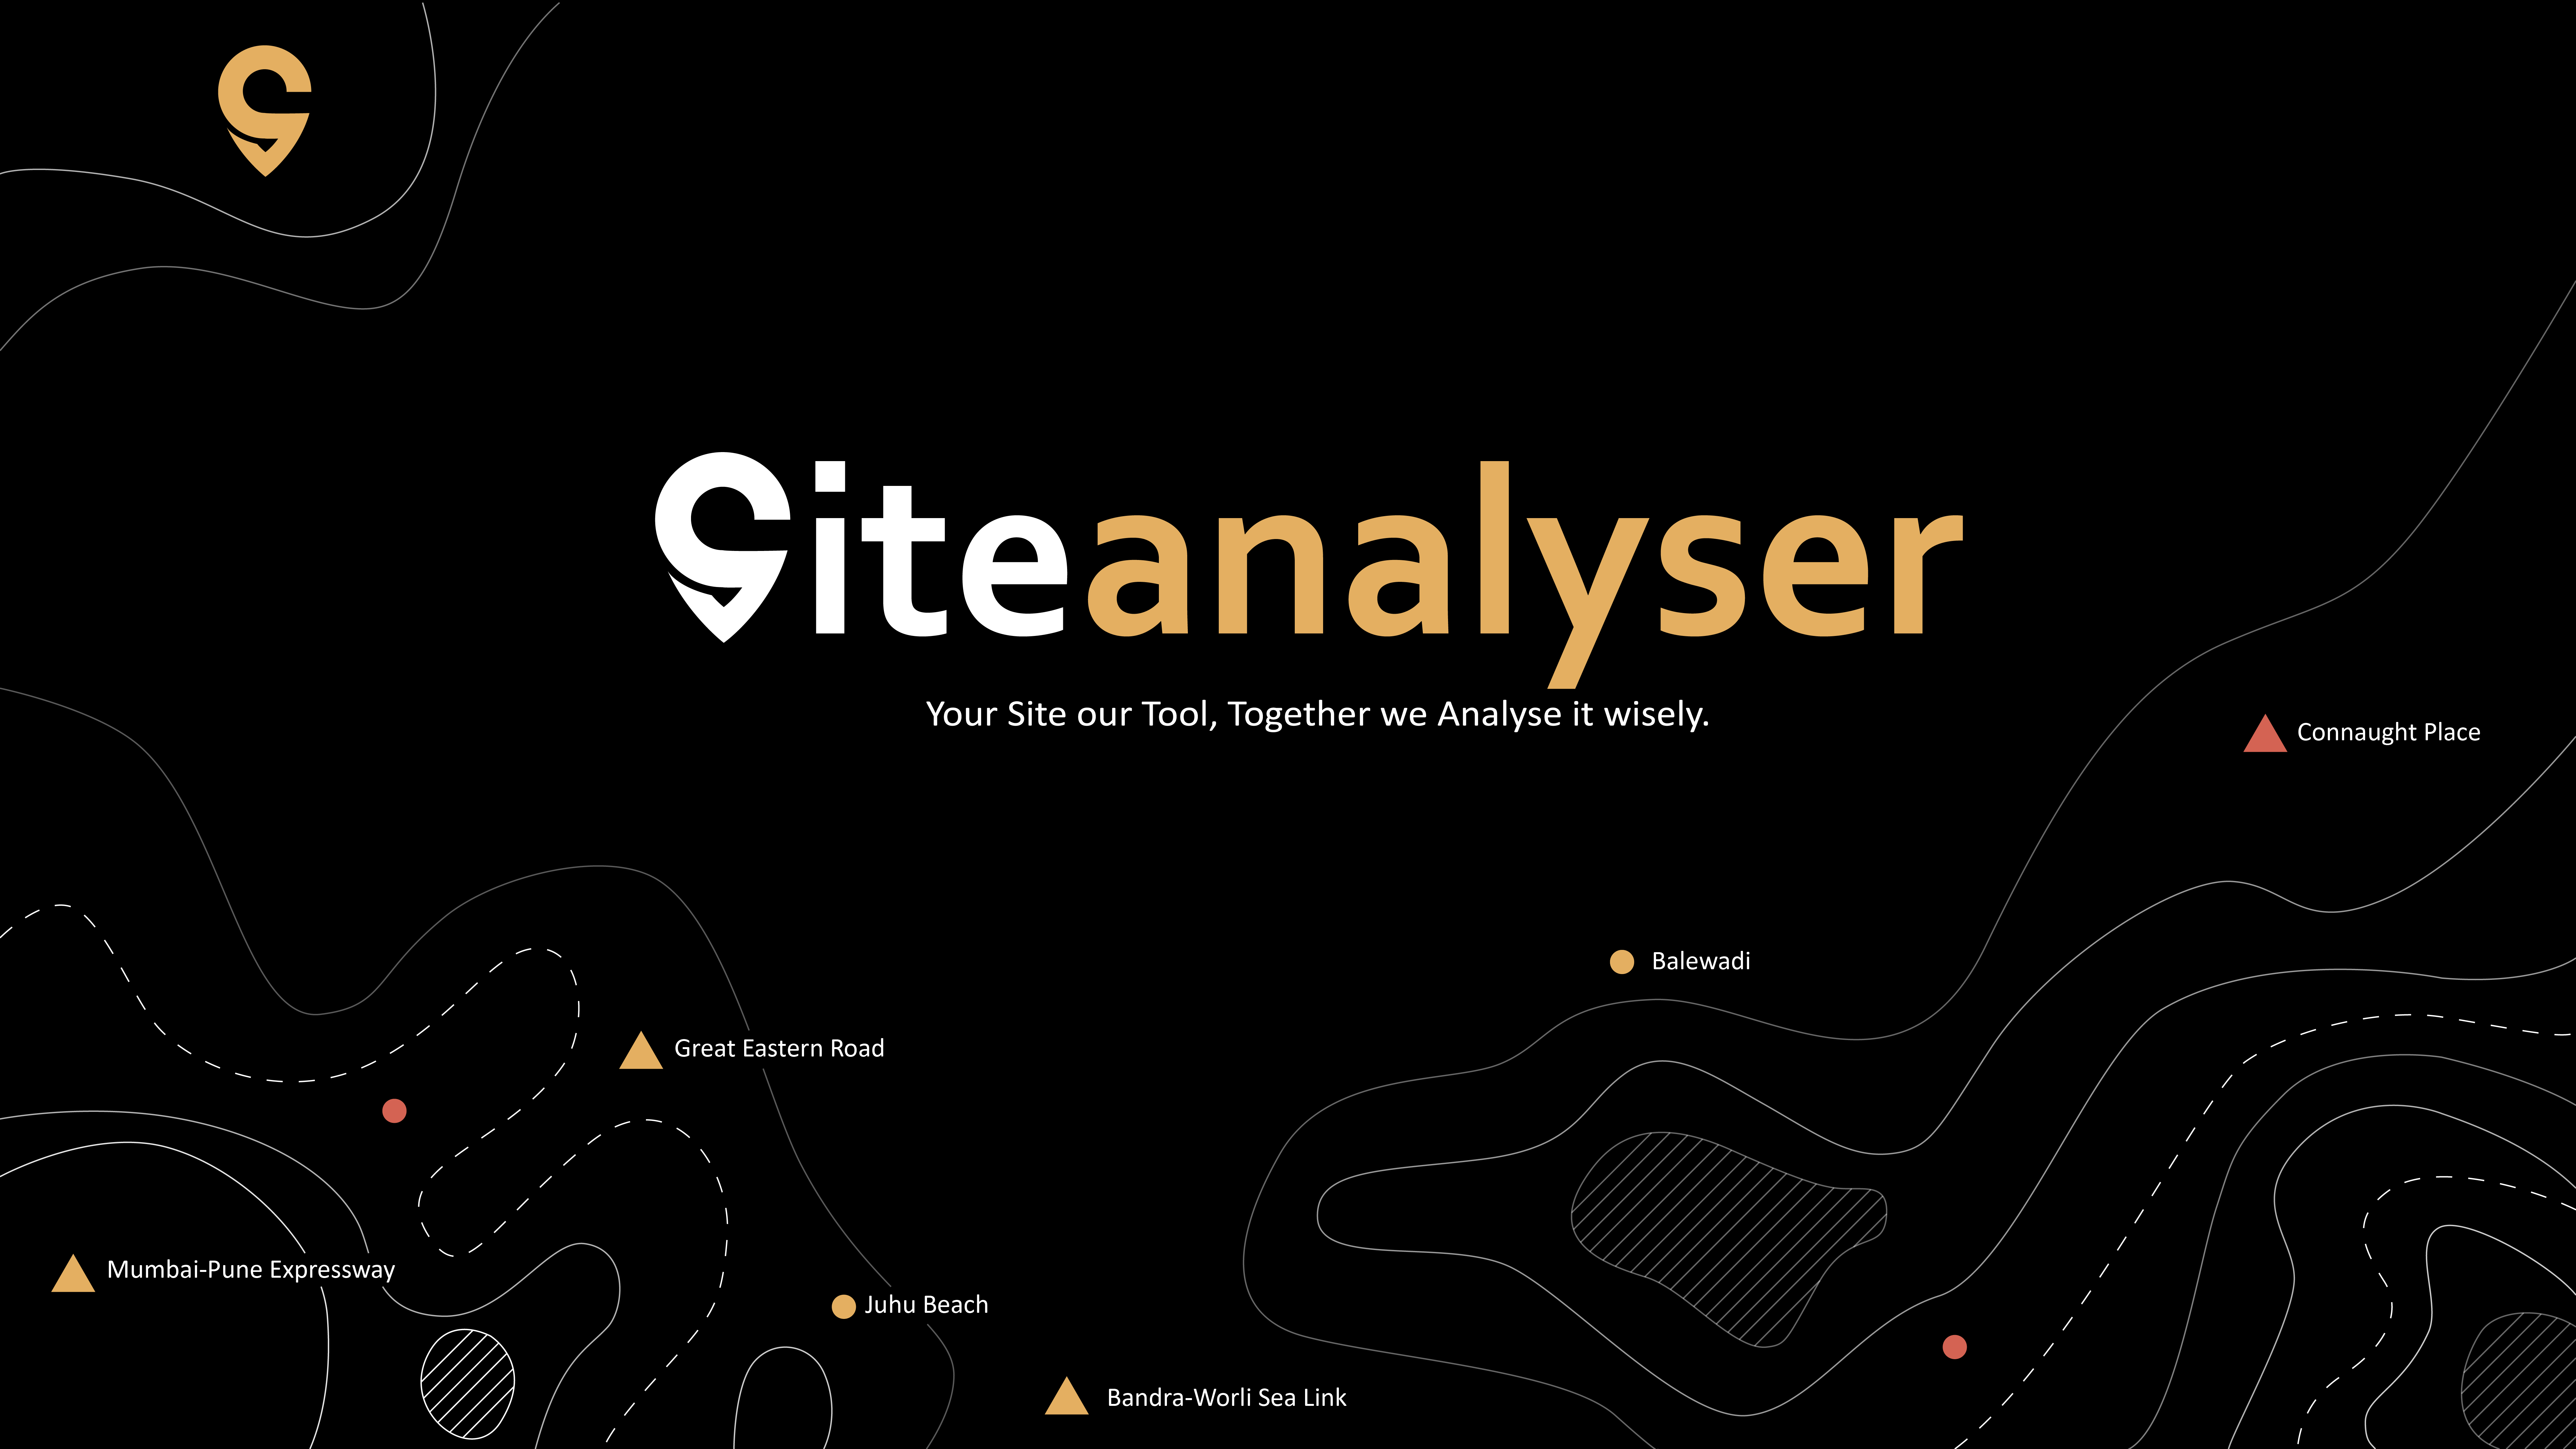 Siteanalyser
Your Site our Tool, Together we Analyse it wisely.
Connaught Place
Balewadi
Great Eastern Road
Mumbai-Pune Expressway
Juhu Beach
Bandra-Worli Sea Link